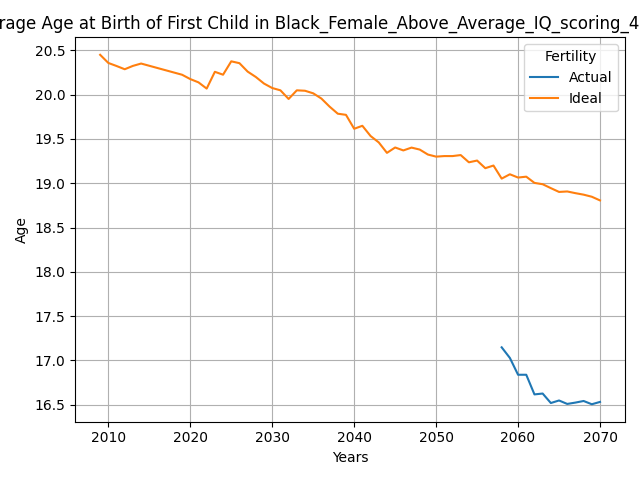 rage Age at Birth of First Child in Black_Female_Above_Average_IQ_scoring_4
Fertility
Actual
Ideal
20.5
20.0
19.5
19.0
18.5
18.0
17.5
17.0
16.5
Age
2010 2020 2030 2040 2050 2060 2070
Years